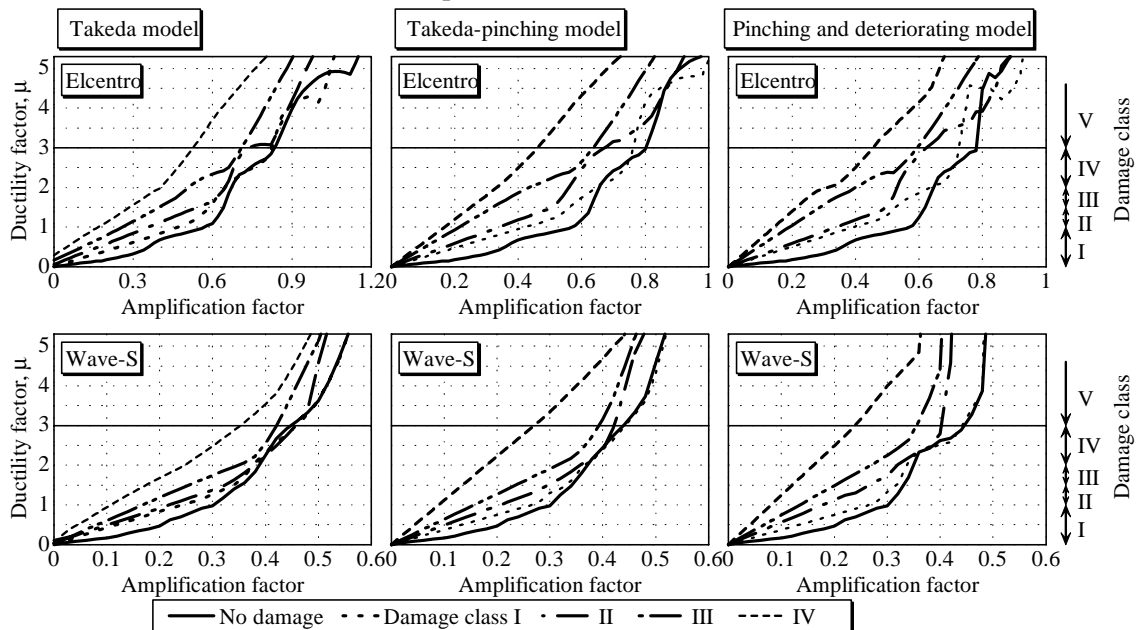 Takeda model
Takeda-pinching model
Pinching and deteriorating model
Ductility factor, μ
5
4
3
2
1
0
Elcentro
Elcentro
Elcentro
V
IV
III
II
I
Damage class
0 0.3 0.6 0.9 1.2
0 0.2 0.4 0.6 0.8 1
0 0.2 0.4 0.6 0.8 1
Amplification factor
Amplification factor
Amplification factor
Ductility factor, μ
5
4
3
2
1
0
Wave-S
Wave-S
Wave-S
V
IV
III
II
I
Damage class
0 0.1 0.2 0.3 0.4 0.5 0.6
0 0.1 0.2 0.3 0.4 0.5 0.6
0 0.1 0.2 0.3 0.4 0.5 0.6
Amplification factor
Amplification factor
Amplification factor
No damage Damage class I II III IV